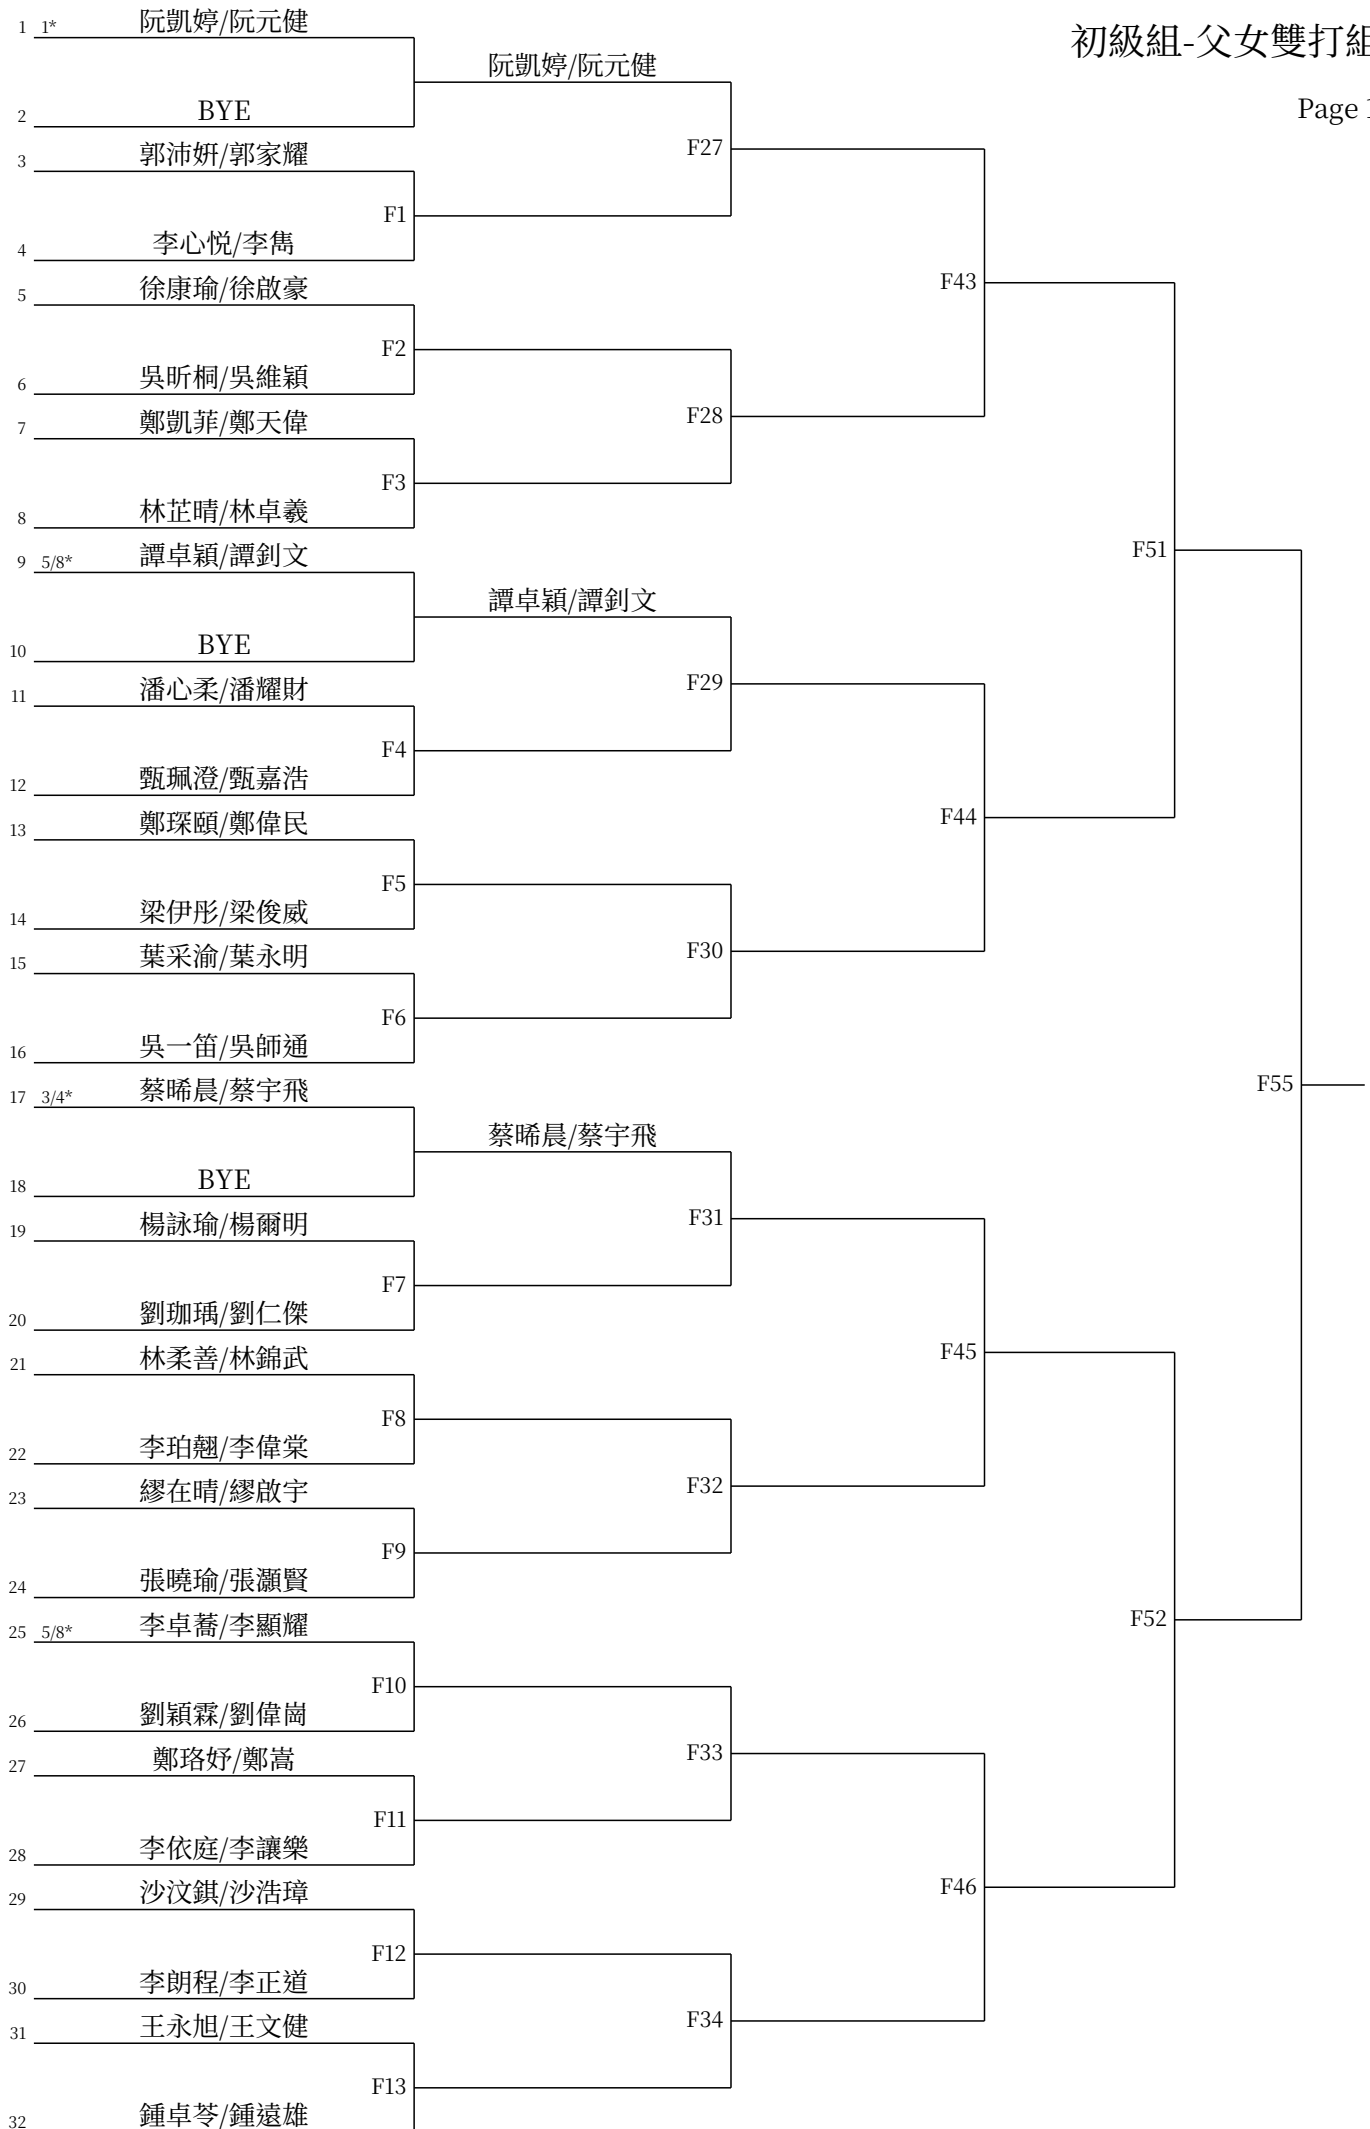 初級組-父女雙打組
Page 1
1 1* 阮凱婷/阮元健
阮凱婷/阮元健
2 BYE
F27
3 郭沛妍/郭家耀
F1
4 李心悦/李雋
F43
5 徐康瑜/徐啟豪
F2
6 吳昕桐/吳維穎
F28
7 鄭凱菲/鄭天偉
F3
8 林芷晴/林卓羲
F51
9 5/8* 譚卓穎/譚釗文
譚卓穎/譚釗文
10 BYE
F29
11 潘心柔/潘耀財
F4
12 甄珮澄/甄嘉浩
F44
13 鄭琛頤/鄭偉民
F5
14 梁伊彤/梁俊威
F30
15 葉采渝/葉永明
F6
16 吳一笛/吳師通
F55
17 3/4* 蔡晞晨/蔡宇飛
蔡晞晨/蔡宇飛
18 BYE
F31
19 楊詠瑜/楊爾明
F7
20 劉珈瑀/劉仁傑
F45
21 林柔善/林錦武
F8
22 李珀翹/李偉棠
F32
23 繆在晴/繆啟宇
F9
24 張曉瑜/張灝賢
F52
25 5/8* 李卓蕎/李顯耀
F10
26 劉穎霖/劉偉崗
F33
27 鄭珞妤/鄭嵩
F11
28 李依庭/李讓樂
F46
29 沙汶錤/沙浩璋
F12
30 李朗程/李正道
F34
31 王永旭/王文健
F13
32 鍾卓苓/鍾遠雄